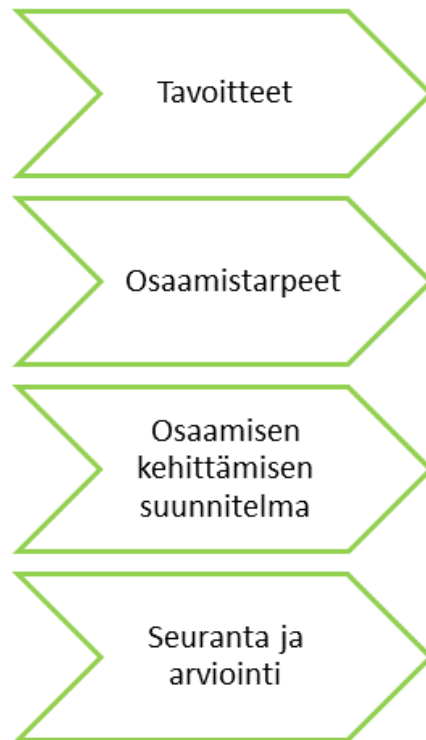 Tavoitteet
Osaamistarpeet
Osaamisen
kehittämisen
suunnitelma
Seuranta ja
arviointi